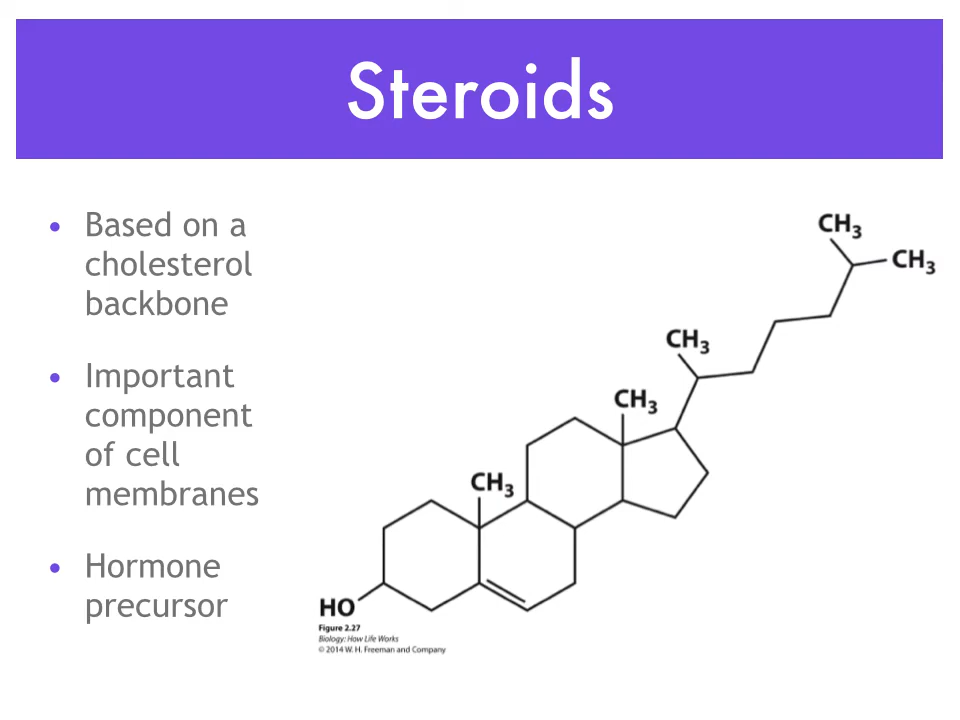 Steroids
• Based on a
cholesterol
backbone
• Important
component
of cell
membranes
• Hormone
precursor
CH₃
CH₃
CH₃
CH₃
CH₃
HO
Figure 2.27
Biology: How Life Works
© 2014 W. H. Freeman and Company